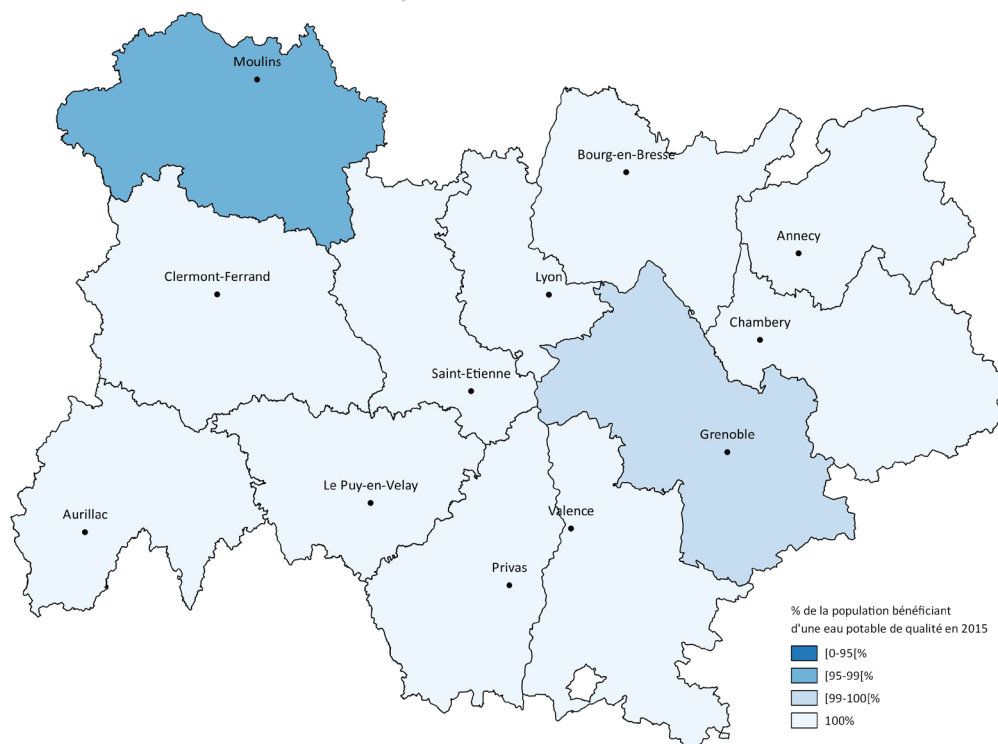 Moulins
Bourg-en-Bresse
Annecy
Clermont-Ferrand
Lyon
Chambery
Saint-Etienne
Grenoble
Le Puy-en-Velay
Aurillac
Valence
Privas
% de la population bénéficiant
d'une eau potable de qualité en 2015
[0-95[%
[95-99[%
[99-100[%
100%